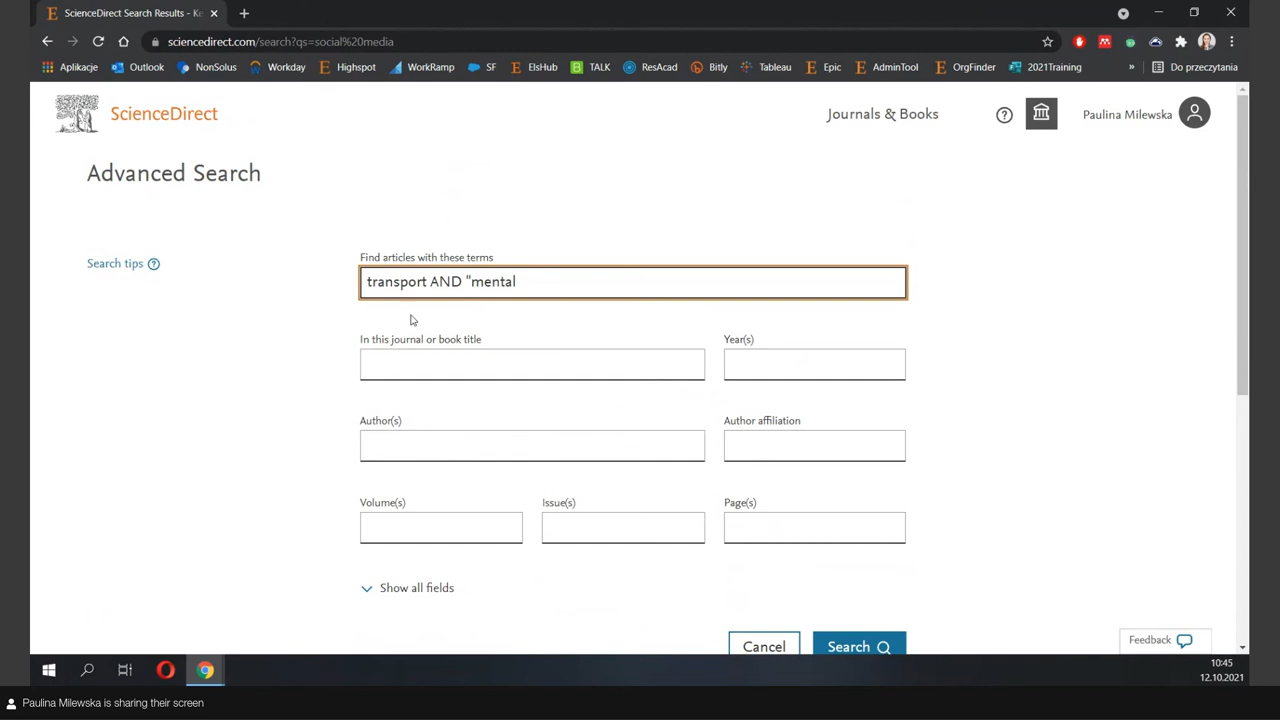 ScienceDirect Search Results - Ke
sciencedirect.com/search?qs=social%20media
Aplikacje Outlook NonSolus Workday Highspot WorkRamp SF ElsHub TALK ResAcad Bitly Tableau Epic AdminTool OrgFinder 2021Training » Do przeczytania
ScienceDirect
Journals & Books
Paulina Milewska
Advanced Search
Search tips
Find articles with these terms
transport AND "mental
In this journal or book title
Year(s)
Author(s)
Author affiliation
Volume(s)
Issue(s)
Page(s)
Show all fields
Cancel
Search
Feedback
10:45
12.10.2021
Paulina Milewska is sharing their screen